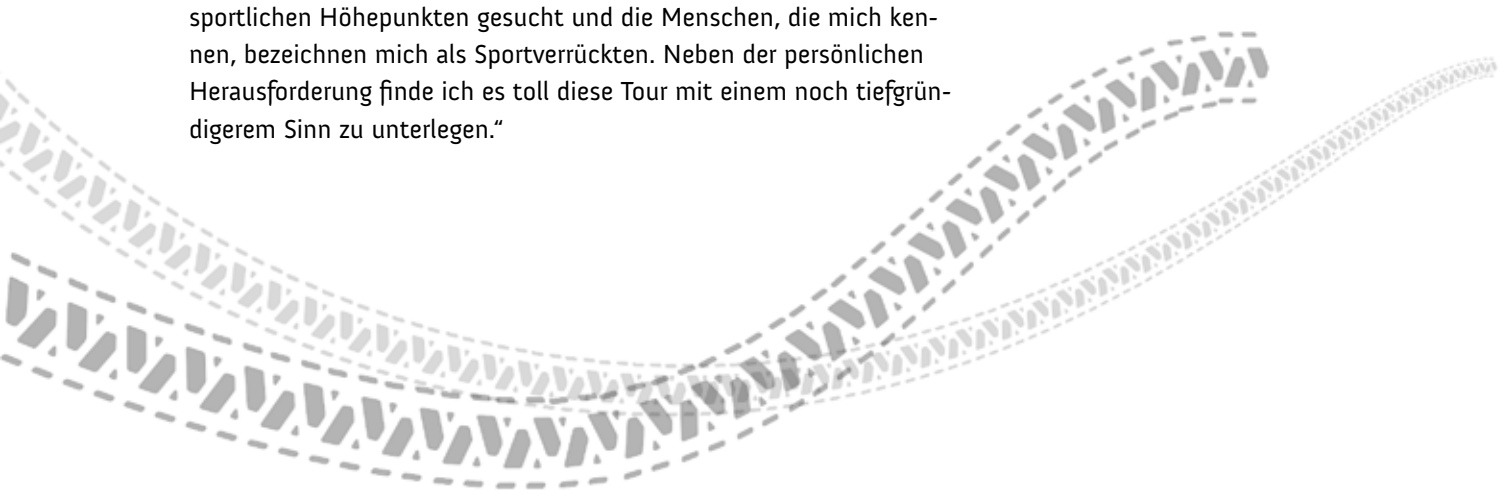 sportlichen Höhepunkten gesucht und die Menschen, die mich ken-
nen, bezeichnen mich als Sportverrückten. Neben der persönlichen
Herausforderung finde ich es toll diese Tour mit einem noch tiefgrün-
digerem Sinn zu unterlegen.“